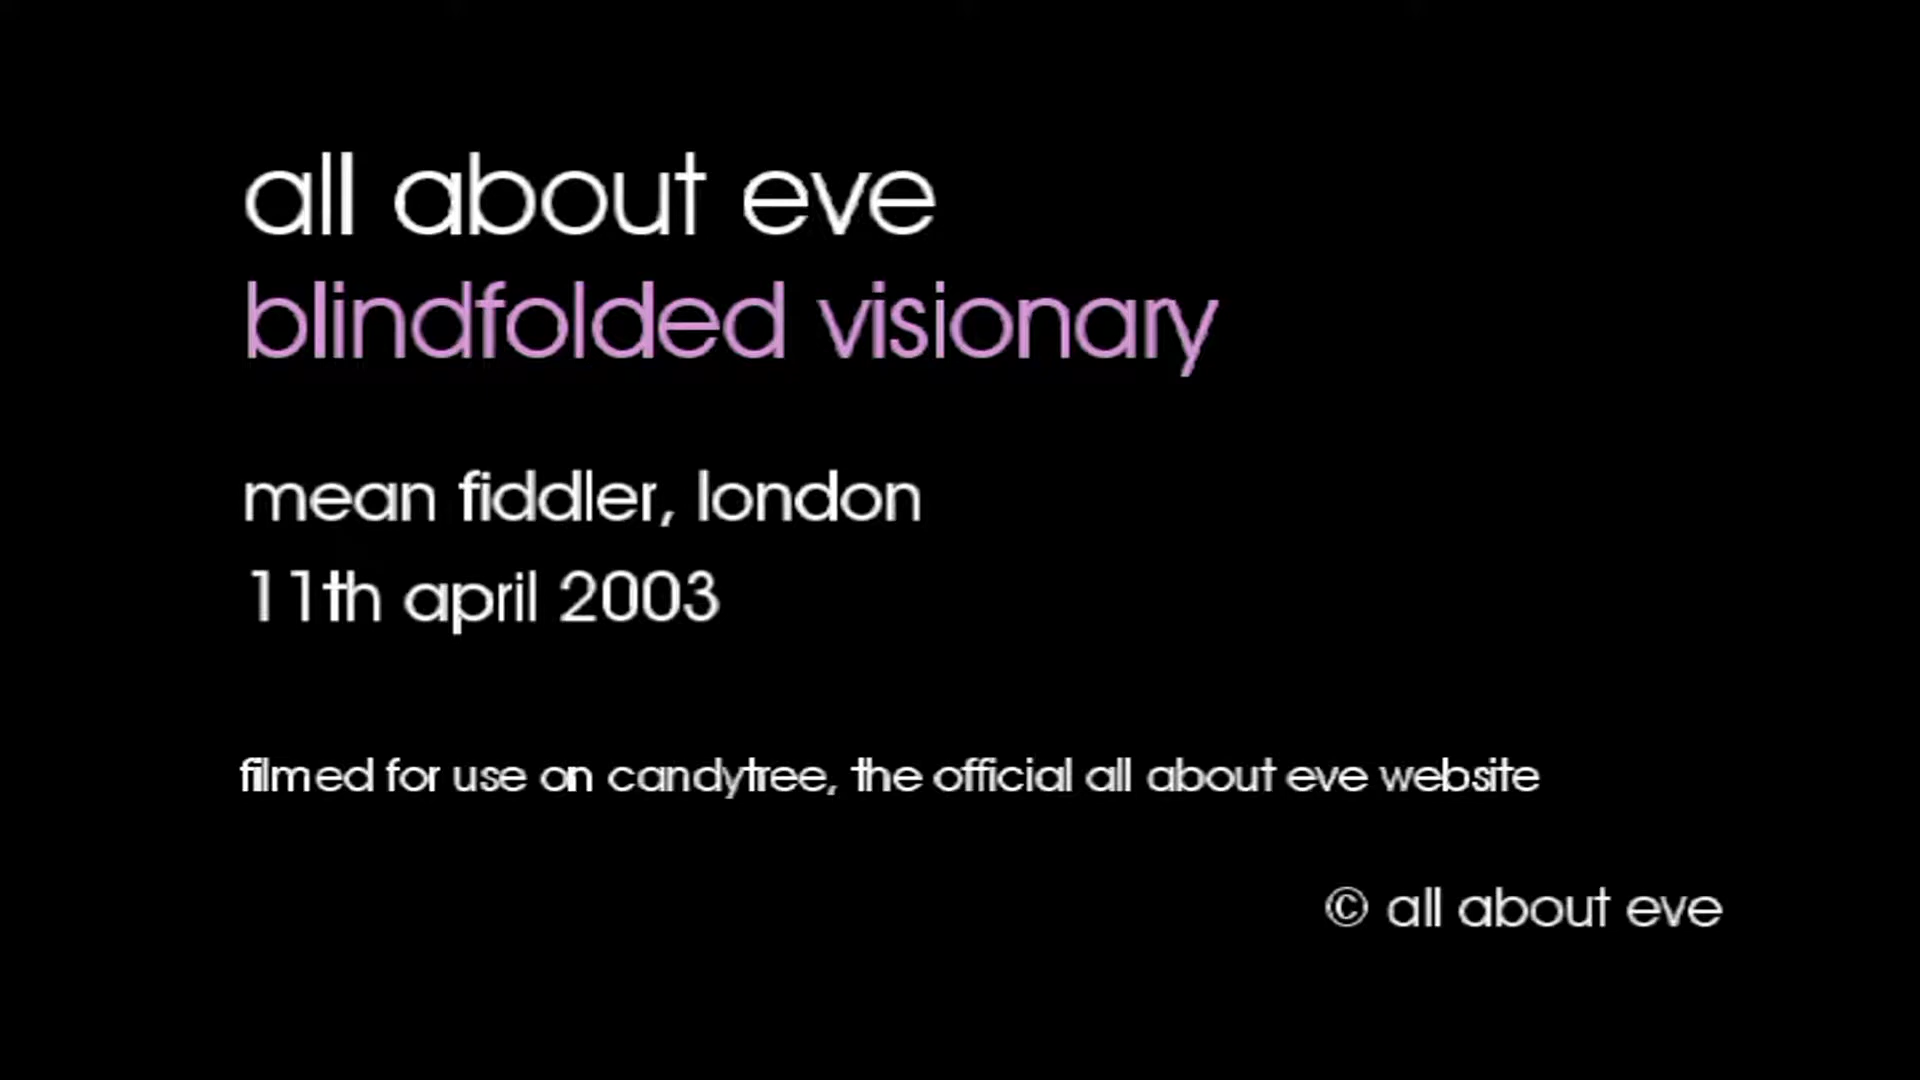 all about eve
blindfolded visionary
mean fiddler, london
11th april 2003
filmed for use on candytree, the official all about eve website
© all about eve